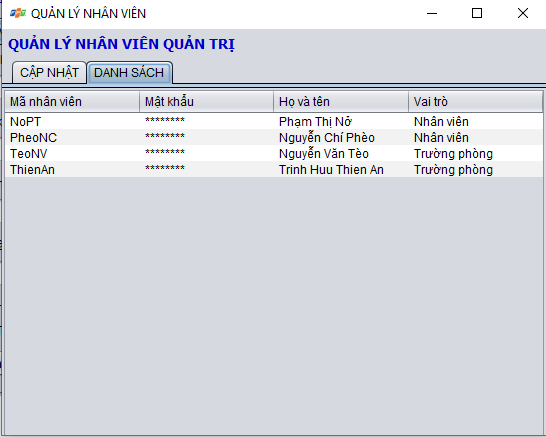 QUẢN LÝ NHÂN VIÊN
QUẢN LÝ NHÂN VIÊN QUẢN TRỊ
CẬP NHẬT DANH SÁCH
Mã nhân viên Mật khẩu Họ và tên Vai trò
NoPT ******** Phạm Thị Nở Nhân viên
PheoNC ******** Nguyễn Chí Phèo Nhân viên
TeoNV ******** Nguyễn Văn Tèo Trường phòng
ThienAn ******** Trinh Huu Thien An Trường phòng